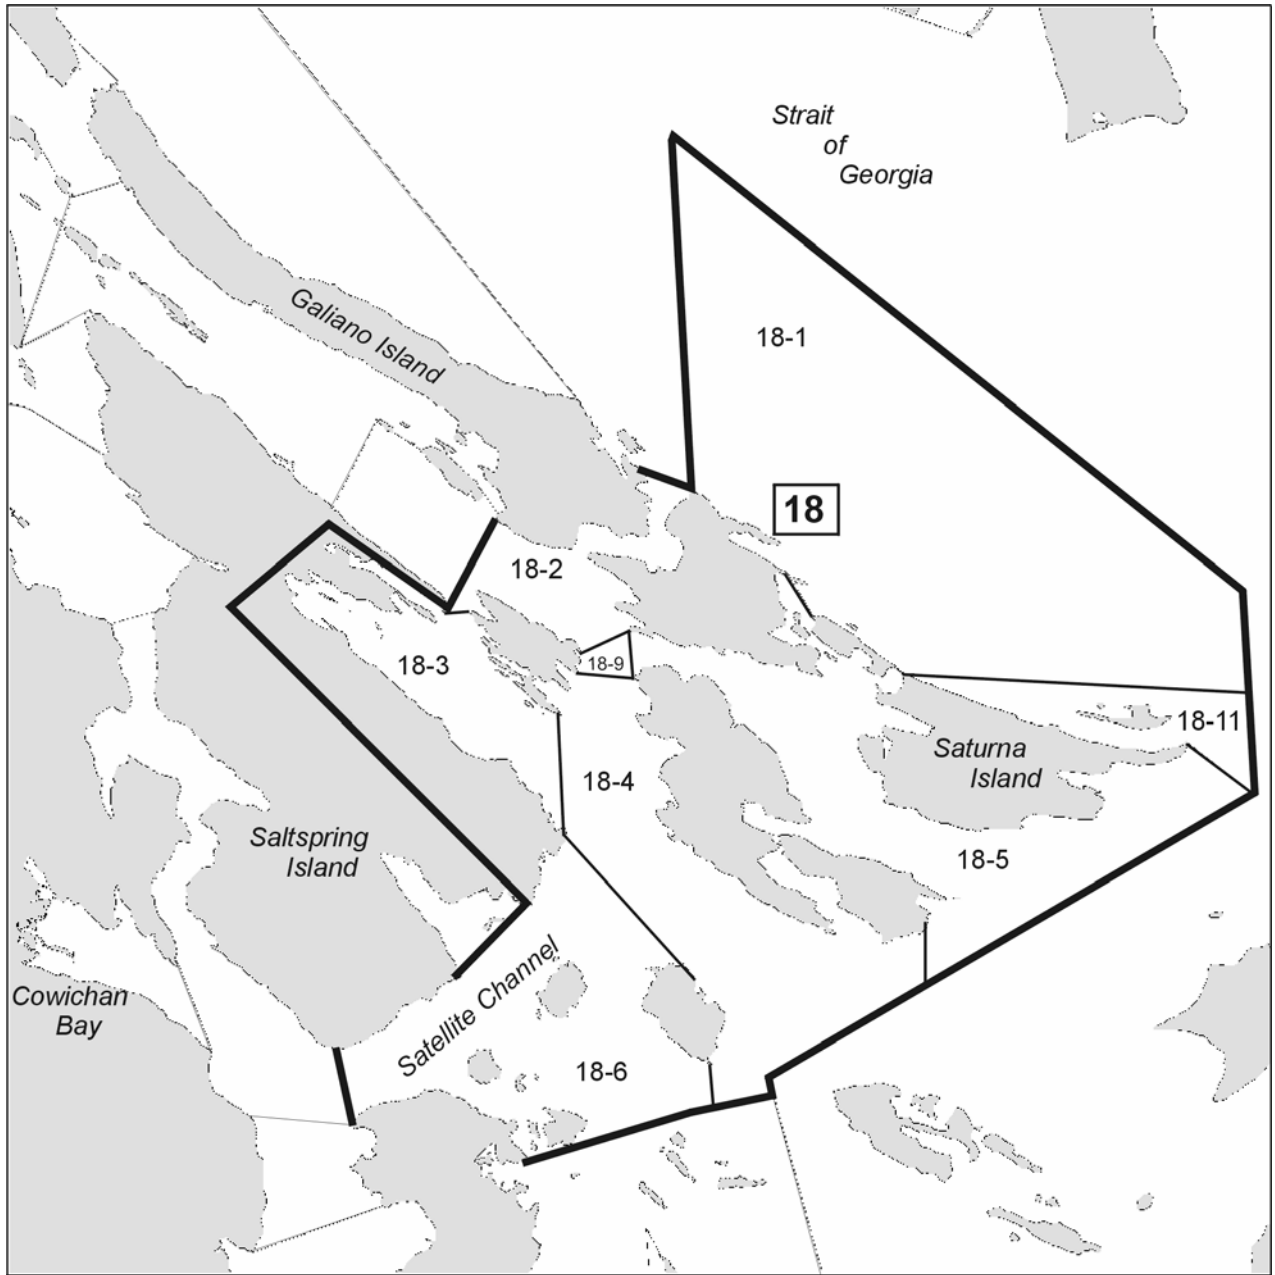 Strait
of
Georgia
Galiano Island
18-1
18
18-2
18-3
18-9
18-11
Saturna
Island
18-4
Saltspring
Island
18-5
Satellite Channel
Cowichan
Bay
18-6